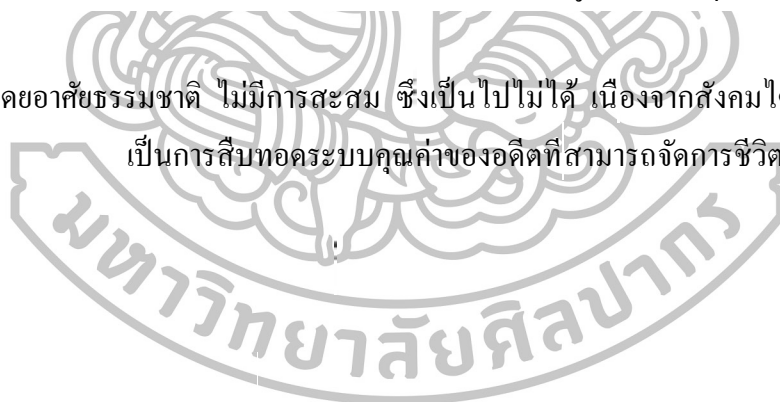 ดยอาศัยธรรมชาติ ไม่มีการสะสม ซึ่งเป็นไปไม่ได้ เนื่องจากสังคมไ
เป็นการสืบทอดระบบคุณค่าของอดีตที่สามารถจัดการชีวิต
มหาวิทยาลัยศิลปากร